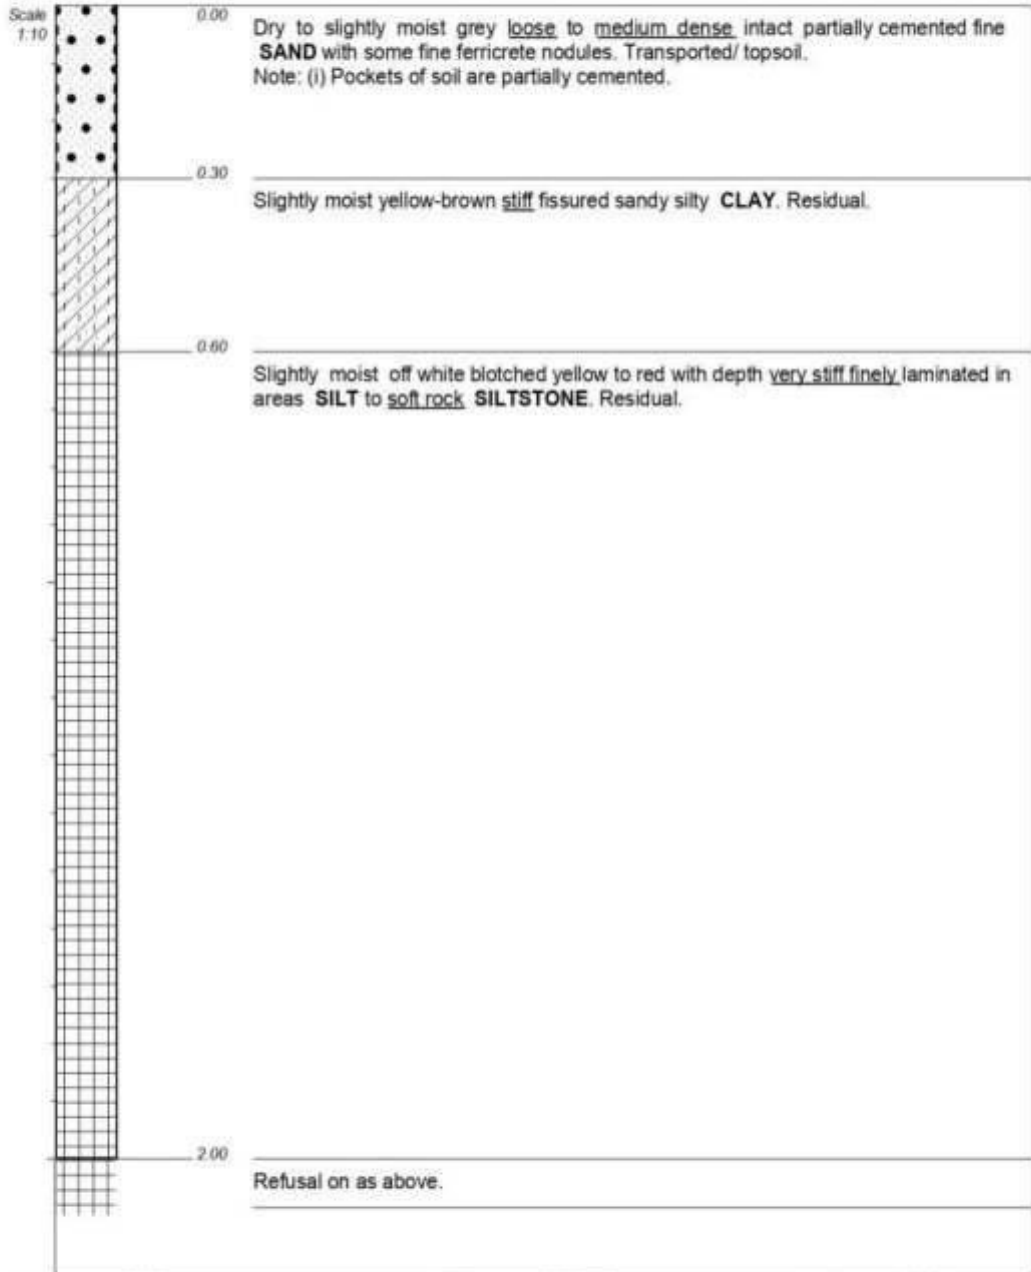 Scale
1:10
0.00
Dry to slightly moist grey loose to medium dense intact partially cemented fine
SAND with some fine ferricrete nodules. Transported/ topsoil.
Note: (i) Pockets of soil are partially cemented.
0.30
Slightly moist yellow-brown stiff fissured sandy silty CLAY. Residual.
0.60
Slightly moist off white blotched yellow to red with depth very stiff finely laminated in
areas SILT to soft rock SILTSTONE. Residual.
2.00
Refusal on as above.